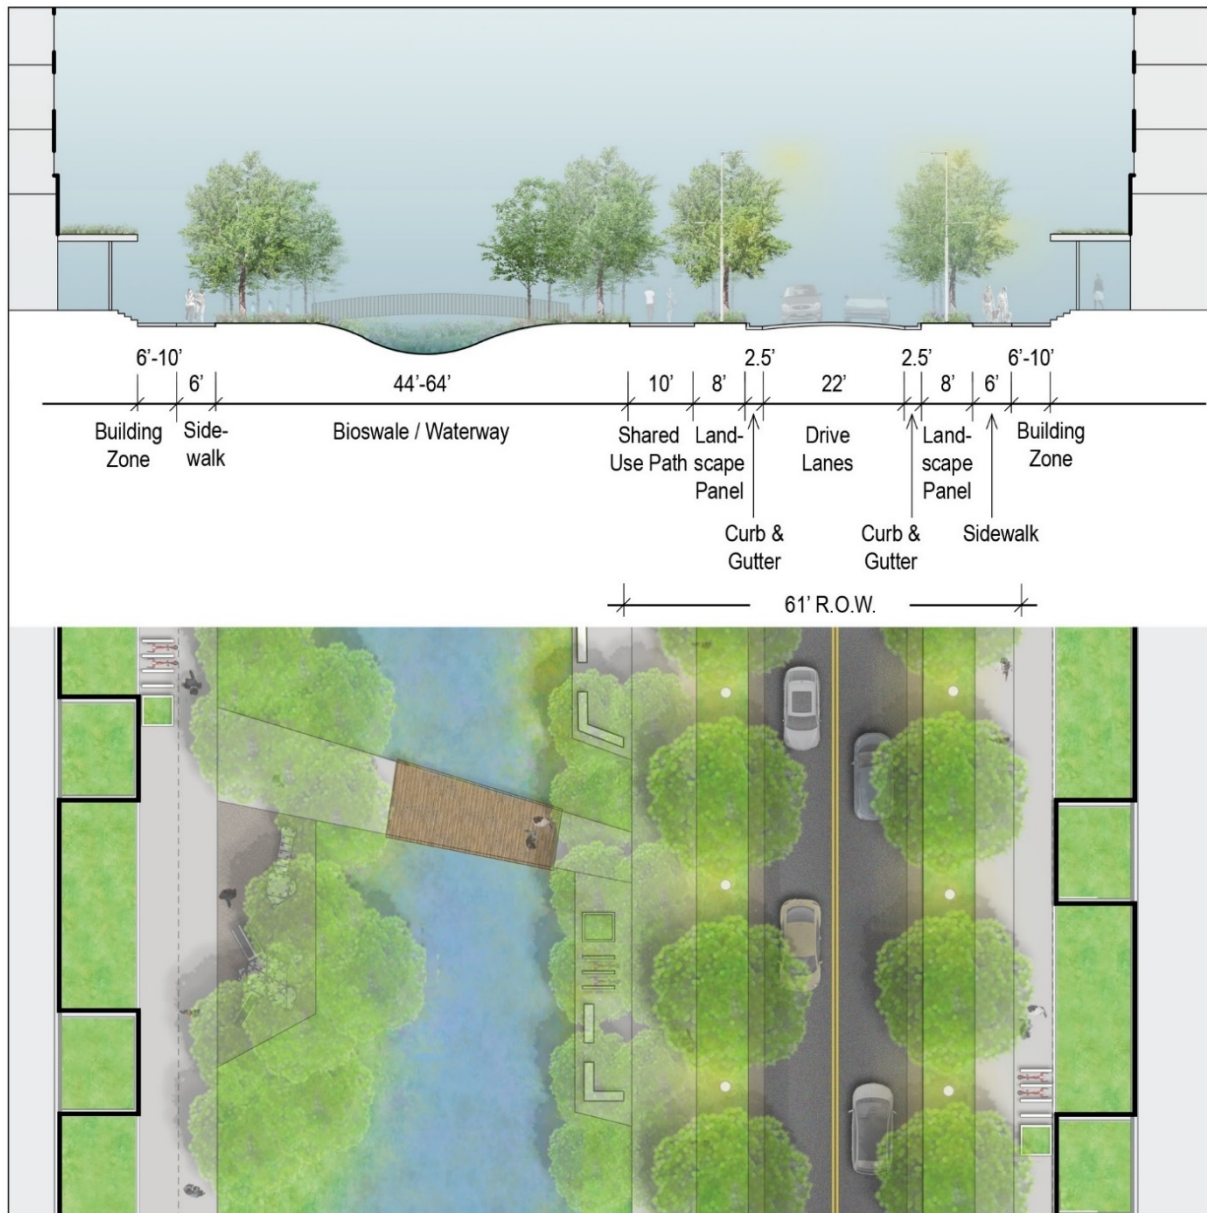 6'-10'
6'
44'-64'
10'
8'
2.5'
22'
2.5'
8'
6'
6'-10'
Building
Zone
Side-
walk
Bioswale / Waterway
Shared
Use Path
Land-
scape
Panel
Curb &
Gutter
Drive
Lanes
Curb &
Gutter
Land-
scape
Panel
Sidewalk
Building
Zone
61' R.O.W.